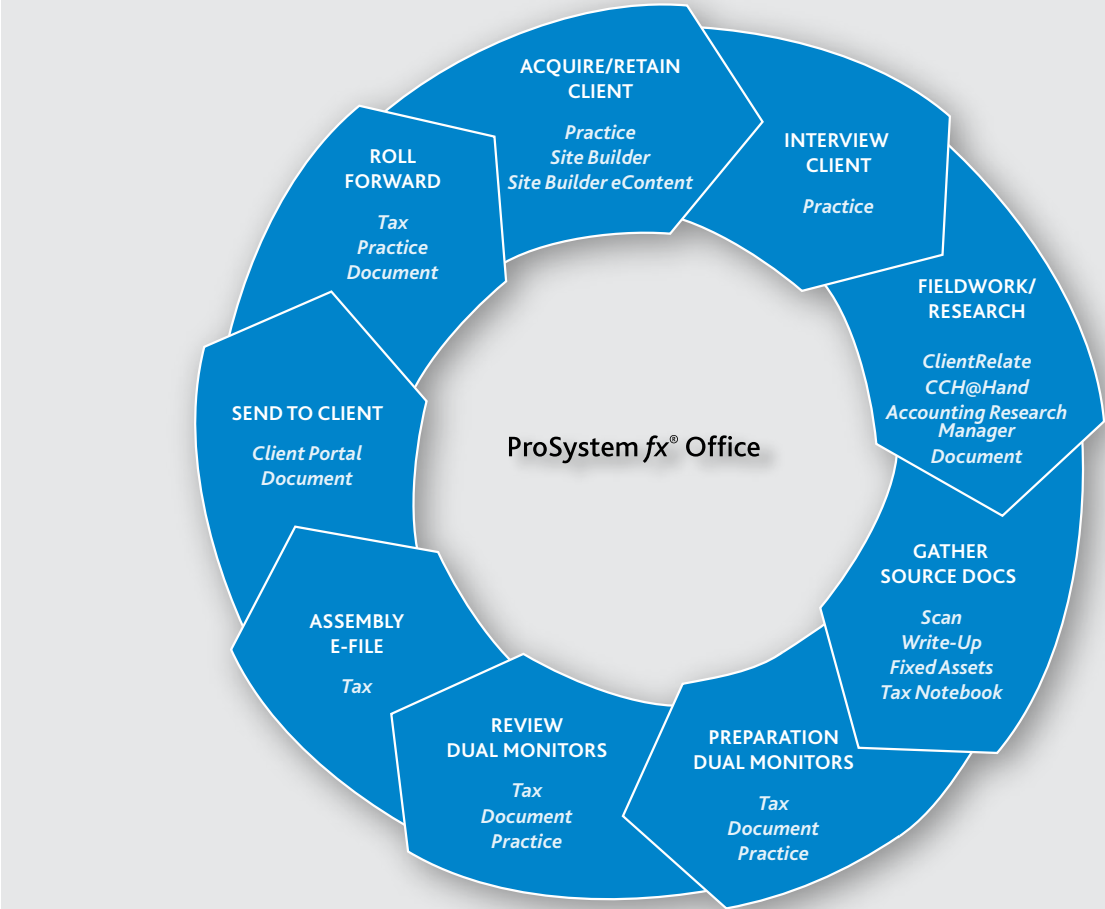 ACQUIRE/RETAIN
CLIENT
Practice
Site Builder
Site Builder eContent
INTERVIEW
CLIENT
Practice
FIELDWORK/
RESEARCH
ClientRelate
CCH@Hand
Accounting Research
Manager
Document
GATHER
SOURCE DOCS
Scan
Write-Up
Fixed Assets
Tax Notebook
PREPARATION
DUAL MONITORS
Tax
Document
Practice
REVIEW
DUAL MONITORS
Tax
Document
Practice
ASSEMBLY
E-FILE
Tax
SEND TO CLIENT
Client Portal
Document
ROLL
FORWARD
Tax
Practice
Document
ProSystem fx® Office